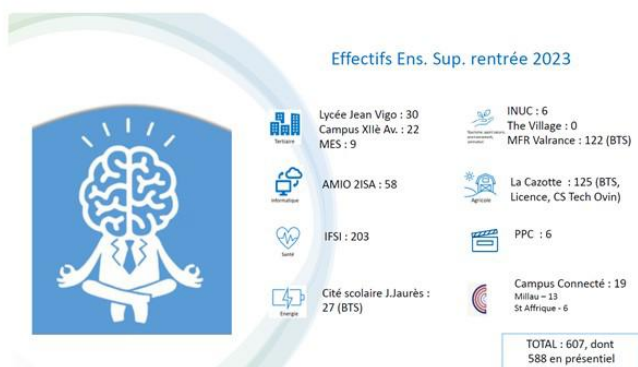 Effectifs Ens. Sup. rentrée 2023
Lycée Jean Vigo : 30
Campus XIIè Av. : 22
MES : 9
Tertiaire
AMIO 2ISA : 58
Informatique
IFSI : 203
Santé
Cité scolaire J.Jaurès :
27 (BTS)
Energie
INUC : 6
The Village : 0
MFR Valrance : 122 (BTS)
La Cazotte : 125 (BTS,
Licence, CS Tech Ovin)
Agricole
PPC : 6
Campus Connecté : 19
Millau – 13
St Affrique - 6
TOTAL : 607, dont
588 en présentiel